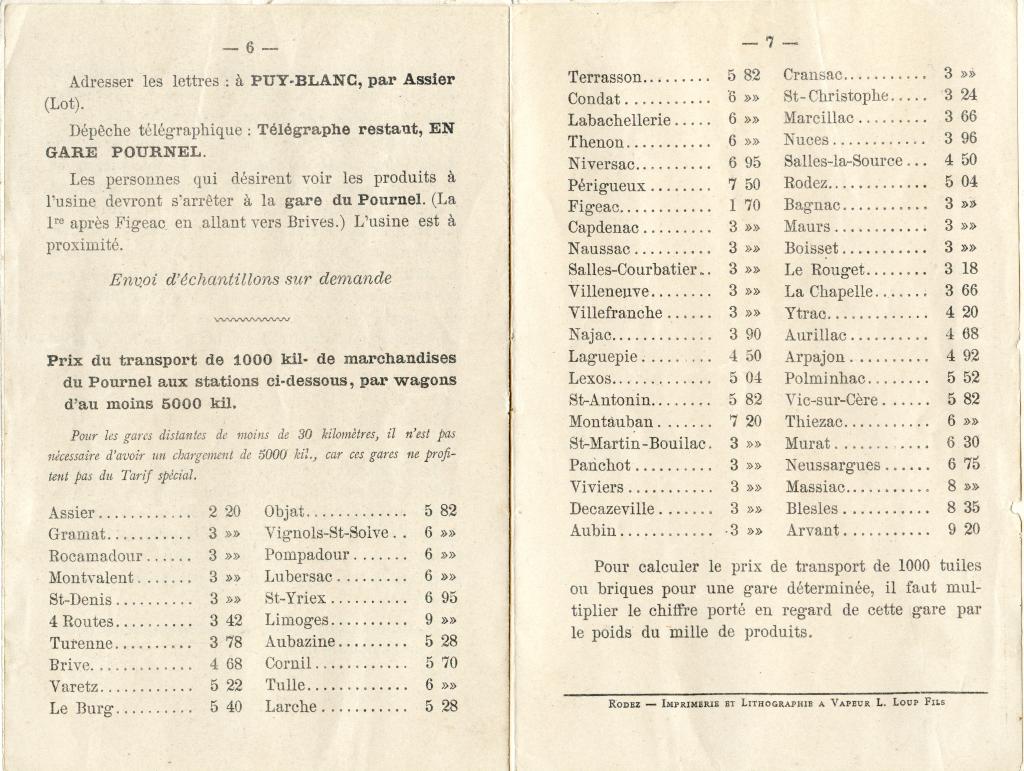 — 6 —
Adresser les lettres : à PUY-BLANC, par Assier
(Lot).
Dépêche télégraphique : Télégraphe restaut, EN
GARE POURNEL.
Les personnes qui désirent voir les produits à
l'usine devront s'arrêter à la gare du Pournel. (La
1re après Figeac en allant vers Brives.) L'usine est à
proximité.
Envoi d'échantillons sur demande
Prix du transport de 1000 kil- de marchandises
du Pournel aux stations ci-dessous, par wagons
d'au moins 5000 kil.
Pour les gares distantes de moins de 30 kilomètres, il n'est pas
nécessaire d'avoir un chargement de 5000 kil., car ces gares ne profi-
tent pas du Tarif spécial.
Assier............ 2 20
Gramat........... 3 »»
Rocamadour...... 3 »»
Montvalent....... 3 »»
St-Denis.......... 3 »»
4 Routes.......... 3 42
Turenne.......... 3 78
Brive............. 4 68
Varetz............ 5 22
Le Burg.......... 5 40
Objat............. 5 82
Vignols-St-Solve.. 6 »»
Pompadour....... 6 »»
Lubersac......... 6 »»
St-Yriex.......... 6 95
Limoges.......... 9 »»
Aubazine......... 5 28
Cornil............ 5 70
Tulle............. 6 »»
Larche........... 5 28
— 7 —
Terrasson......... 5 82
Condat........... 6 »»
Labachellerie..... 6 »»
Thenon........... 6 »»
Niversac.......... 6 95
Périgueux........ 7 50
Figeac............ 1 70
Capdenac......... 3 »»
Naussac.......... 3 »»
Salles-Courbatier.. 3 »»
Villeneuve........ 3 »»
Villefranche...... 3 »»
Najac............. 3 90
Laguepie......... 4 50
Lexos............. 5 04
St-Antonin........ 5 82
Montauban....... 7 20
St-Martin-Bouilac. 3 »»
Panchot.......... 3 »»
Viviers........... 3 »»
Decazeville....... 3 »»
Aubin............ 3 »»
Cransac........... 3 »»
St-Christophe..... 3 24
Marcillac......... 3 66
Nuces............ 3 96
Salles-la-Source... 4 50
Rodez............ 5 04
Bagnac........... 3 »»
Maurs............ 3 »»
Boisset........... 3 »»
Le Rouget........ 3 18
La Chapelle....... 3 66
Ytrac............. 4 20
Aurillac.......... 4 68
Arpajon.......... 4 92
Polminhac........ 5 52
Vic-sur-Cère...... 5 82
Thiezac........... 6 »»
Murat............ 6 30
Neussargues...... 6 75
Massiac........... 8 »»
Blesles........... 8 35
Arvant........... 9 20
Pour calculer le prix de transport de 1000 tuiles
ou briques pour une gare déterminée, il faut mul-
tiplier le chiffre porté en regard de cette gare par
le poids du mille de produits.
RODEZ — IMPRIMERIE ET LITHOGRAPHIE A VAPEUR L. LOUP FILS